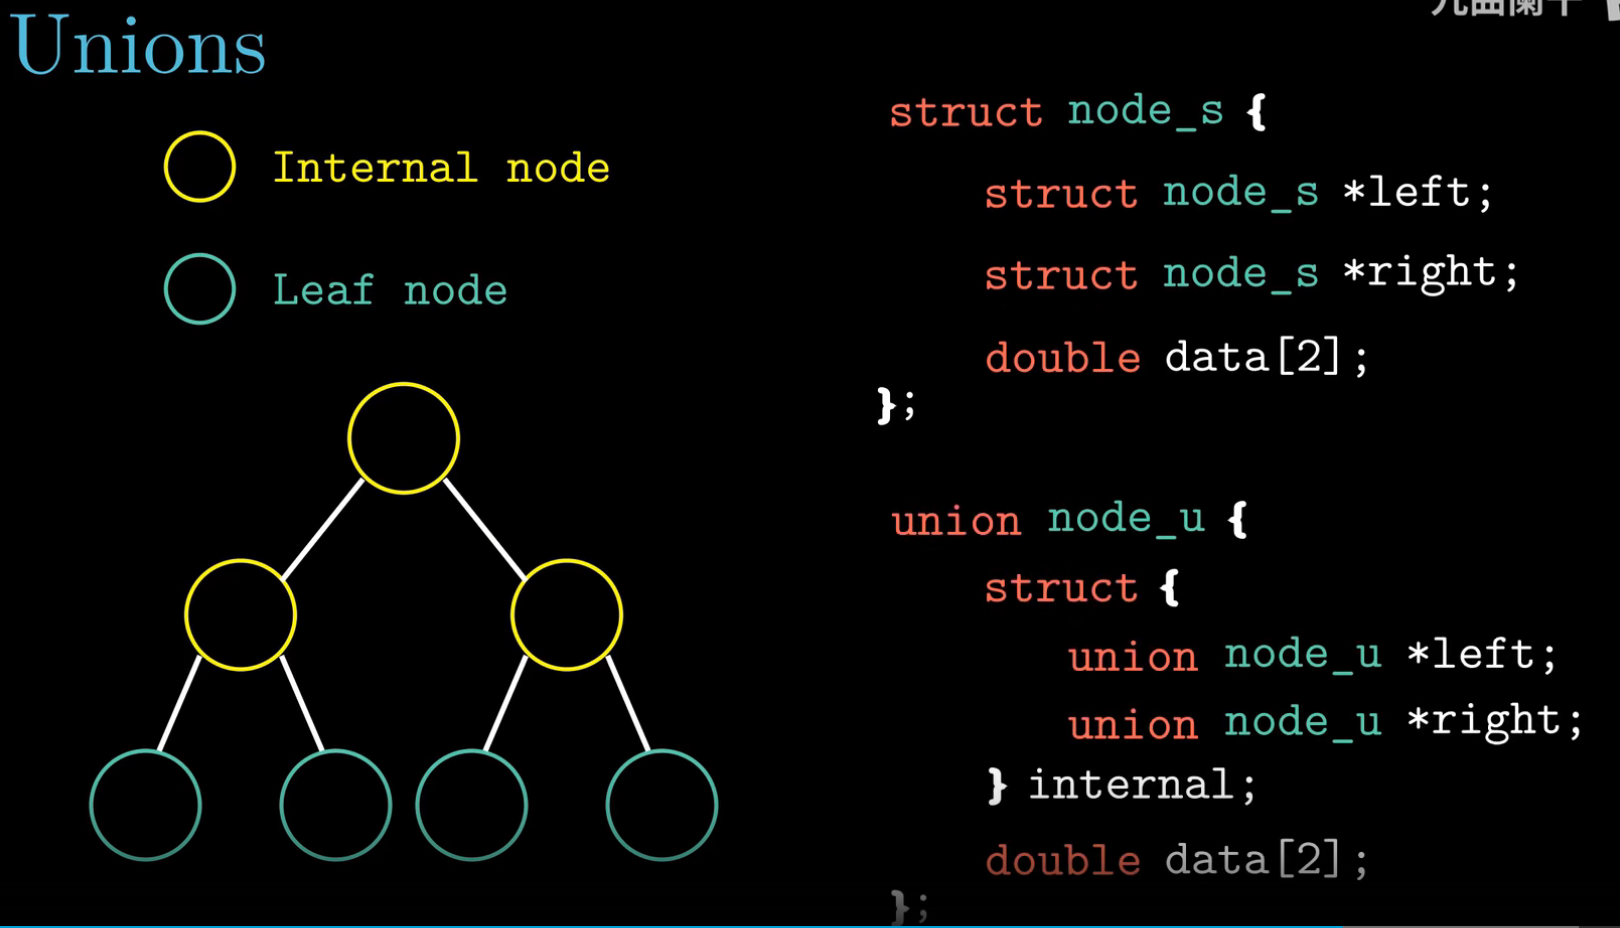 Unions
Internal node
Leaf node
struct node_s {
struct node_s *left;
struct node_s *right;
double data[2];
};
union node_u {
struct {
union node_u *left;
union node_u *right;
} internal;
double data[2];
};